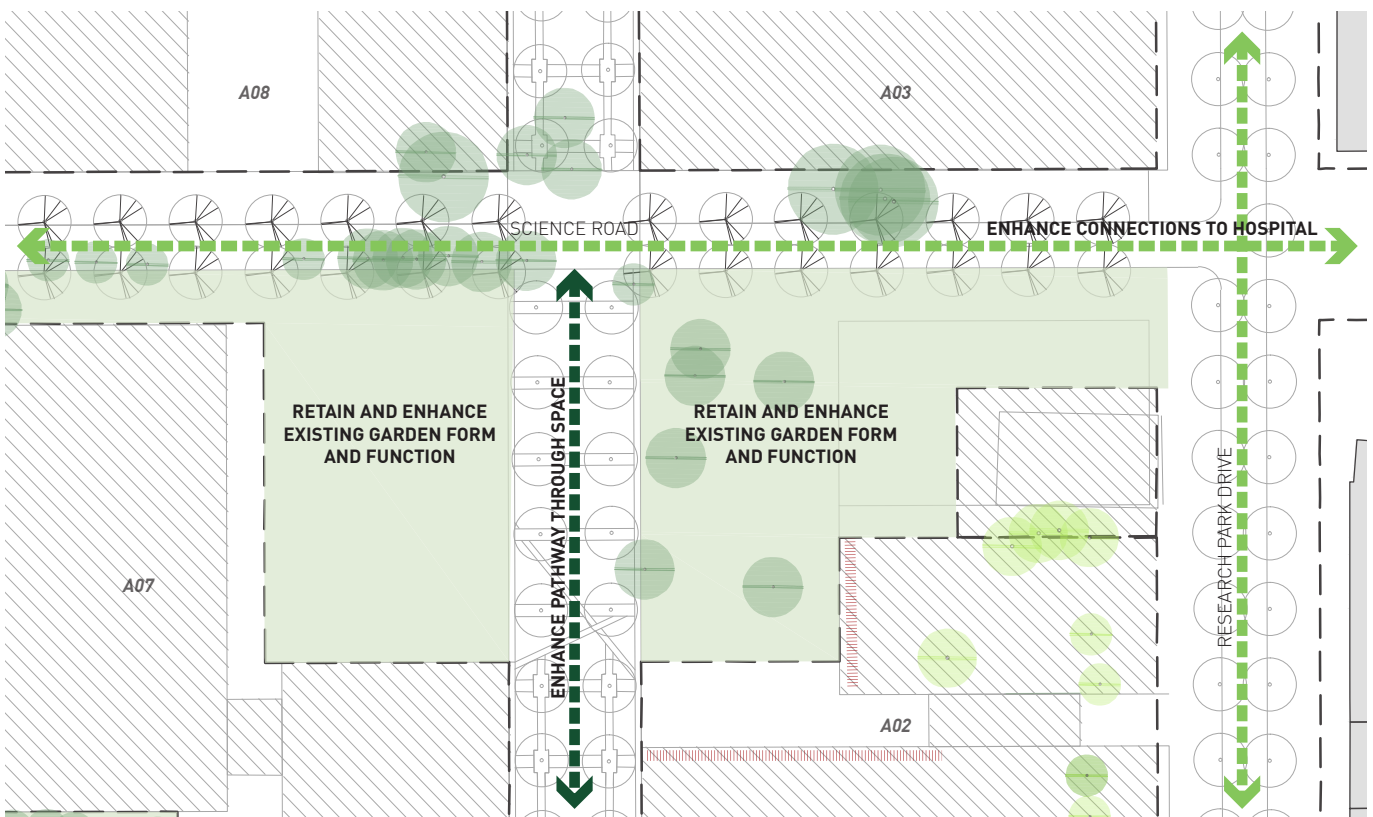 A08
A03
SCIENCE ROAD
ENHANCE CONNECTIONS TO HOSPITAL
RETAIN AND ENHANCE
EXISTING GARDEN FORM
AND FUNCTION
ENHANCE PATHWAY THROUGH SPACE
RETAIN AND ENHANCE
EXISTING GARDEN FORM
AND FUNCTION
RESEARCH PARK DRIVE
A07
A02